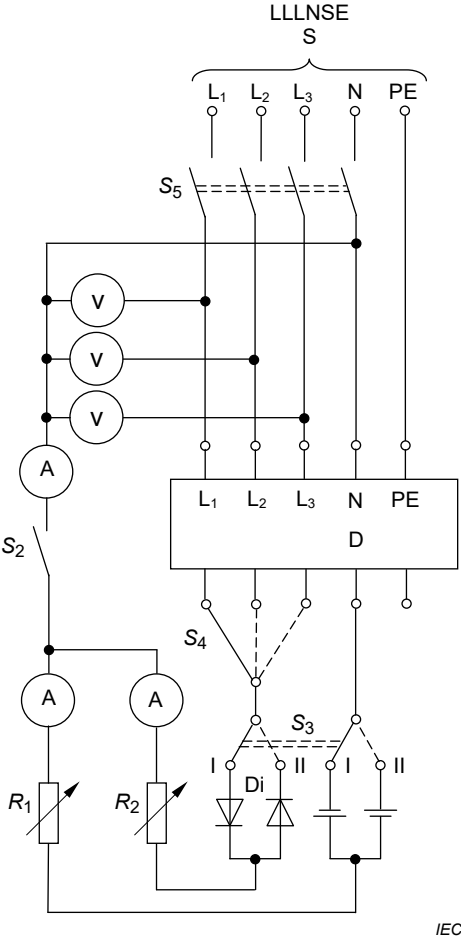 LLLNSE
S
L1 L2 L3 N PE
S5
V
V
V
A
L1 L2 L3 N PE
D
S2
S4
A A
S3
I II I II
Di
R1 R2
IEC